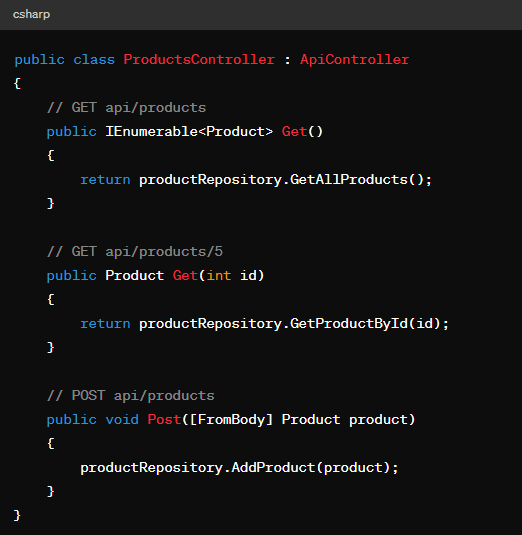 csharp
public class ProductsController : ApiController
{
    // GET api/products
    public IEnumerable<Product> Get()
    {
        return productRepository.GetAllProducts();
    }

    // GET api/products/5
    public Product Get(int id)
    {
        return productRepository.GetProductById(id);
    }

    // POST api/products
    public void Post([FromBody] Product product)
    {
        productRepository.AddProduct(product);
    }
}